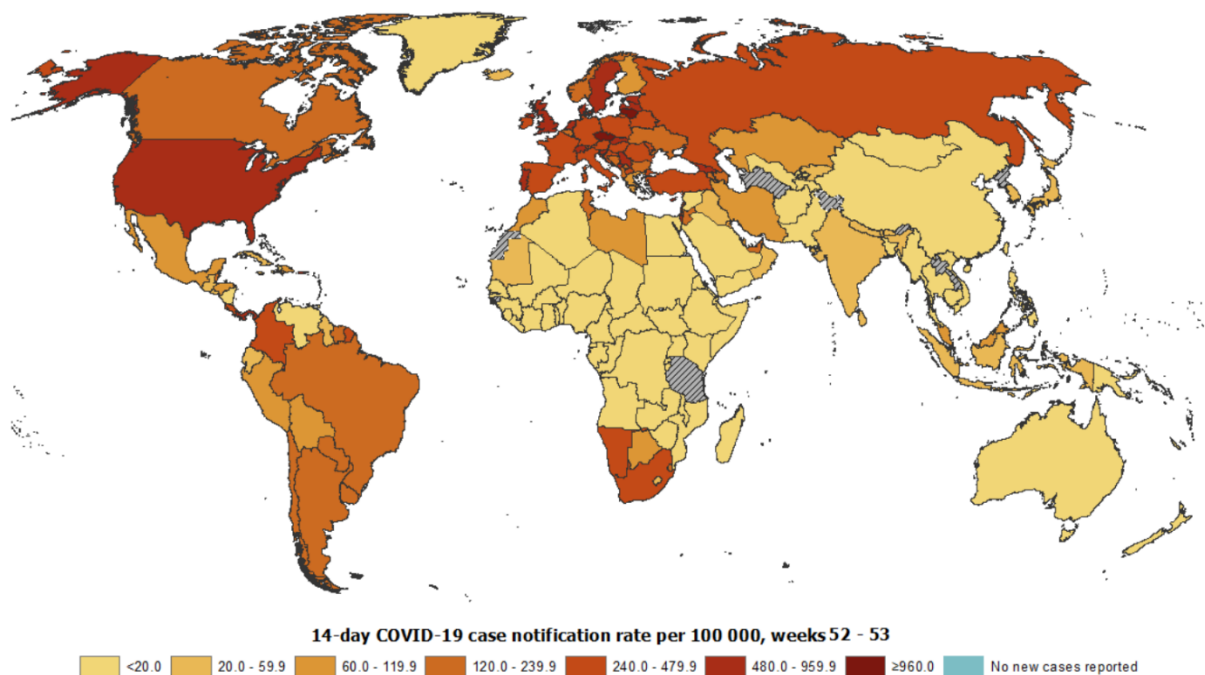 14-day COVID-19 case notification rate per 100 000, weeks 52 - 53
<20.0 20.0 - 59.9 60.0 - 119.9 120.0 - 239.9 240.0 - 479.9 480.0 - 959.9 ≥960.0 No new cases reported